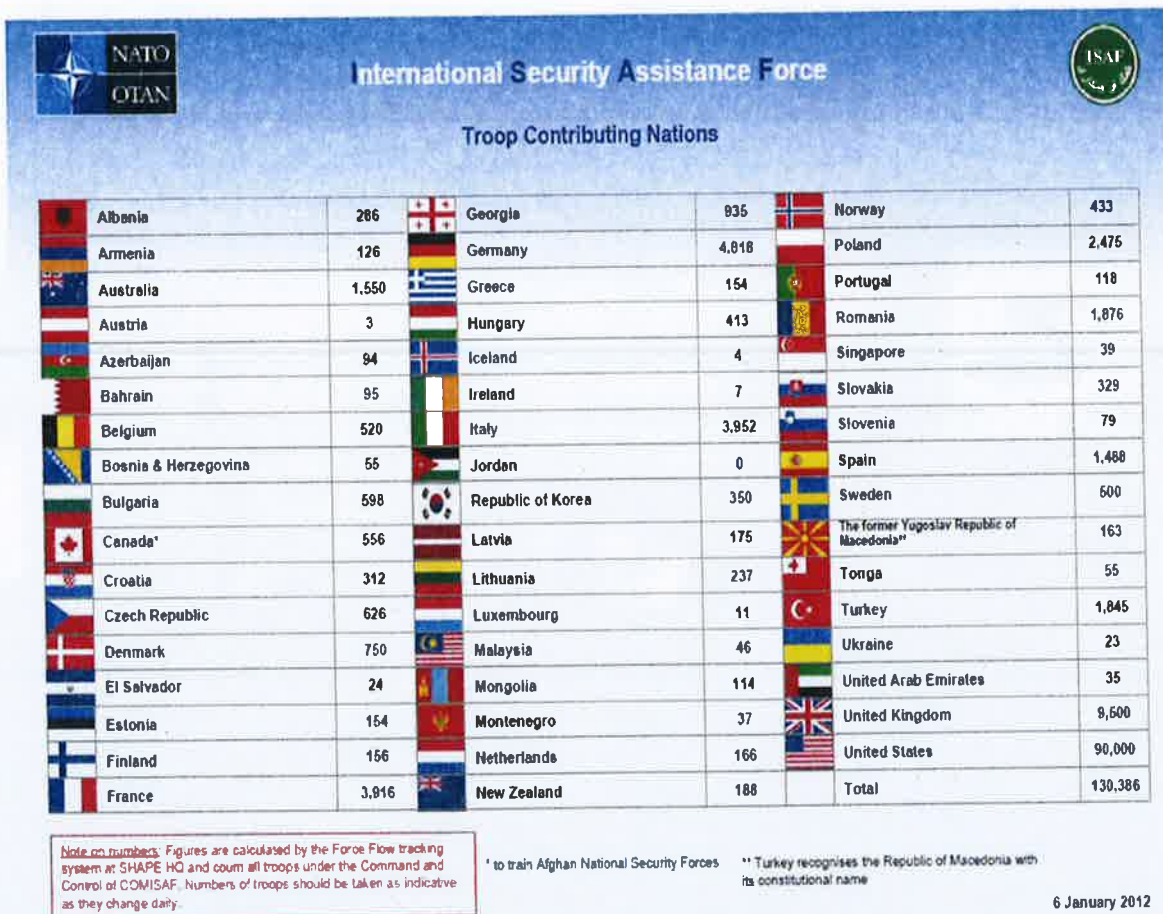 NATO
OTAN
International Security Assistance Force
ISAF
Troop Contributing Nations
Albania 286 Georgia 935 Norway 433
Armenia 126 Germany 4,818 Poland 2,475
Australia 1,550 Greece 154 Portugal 118
Austria 3 Hungary 413 Romania 1,876
Azerbaijan 94 Iceland 4 Singapore 39
Bahrain 95 Ireland 7 Slovakia 329
Belgium 520 Italy 3,952 Slovenia 79
Bosnia & Herzegovina 55 Jordan 0 Spain 1,488
Bulgaria 598 Republic of Korea 350 Sweden 500
Canada* 556 Latvia 175 The former Yugoslav Republic of
Macedonia** 163
Croatia 312 Lithuania 237 Tonga 55
Czech Republic 626 Luxembourg 11 Turkey 1,845
Denmark 750 Malaysia 46 Ukraine 23
El Salvador 24 Mongolia 114 United Arab Emirates 35
Estonia 154 Montenegro 37 United Kingdom 9,500
Finland 156 Netherlands 166 United States 90,000
France 3,916 New Zealand 188 Total 130,386
Note on numbers: Figures are calculated by the Force Flow tracking
system at SHAPE HQ and count all troops under the Command and
Control of COMISAF. Numbers of troops should be taken as indicative
as they change daily.
* to train Afghan National Security Forces
** Turkey recognises the Republic of Macedonia with
its constitutional name
6 January 2012